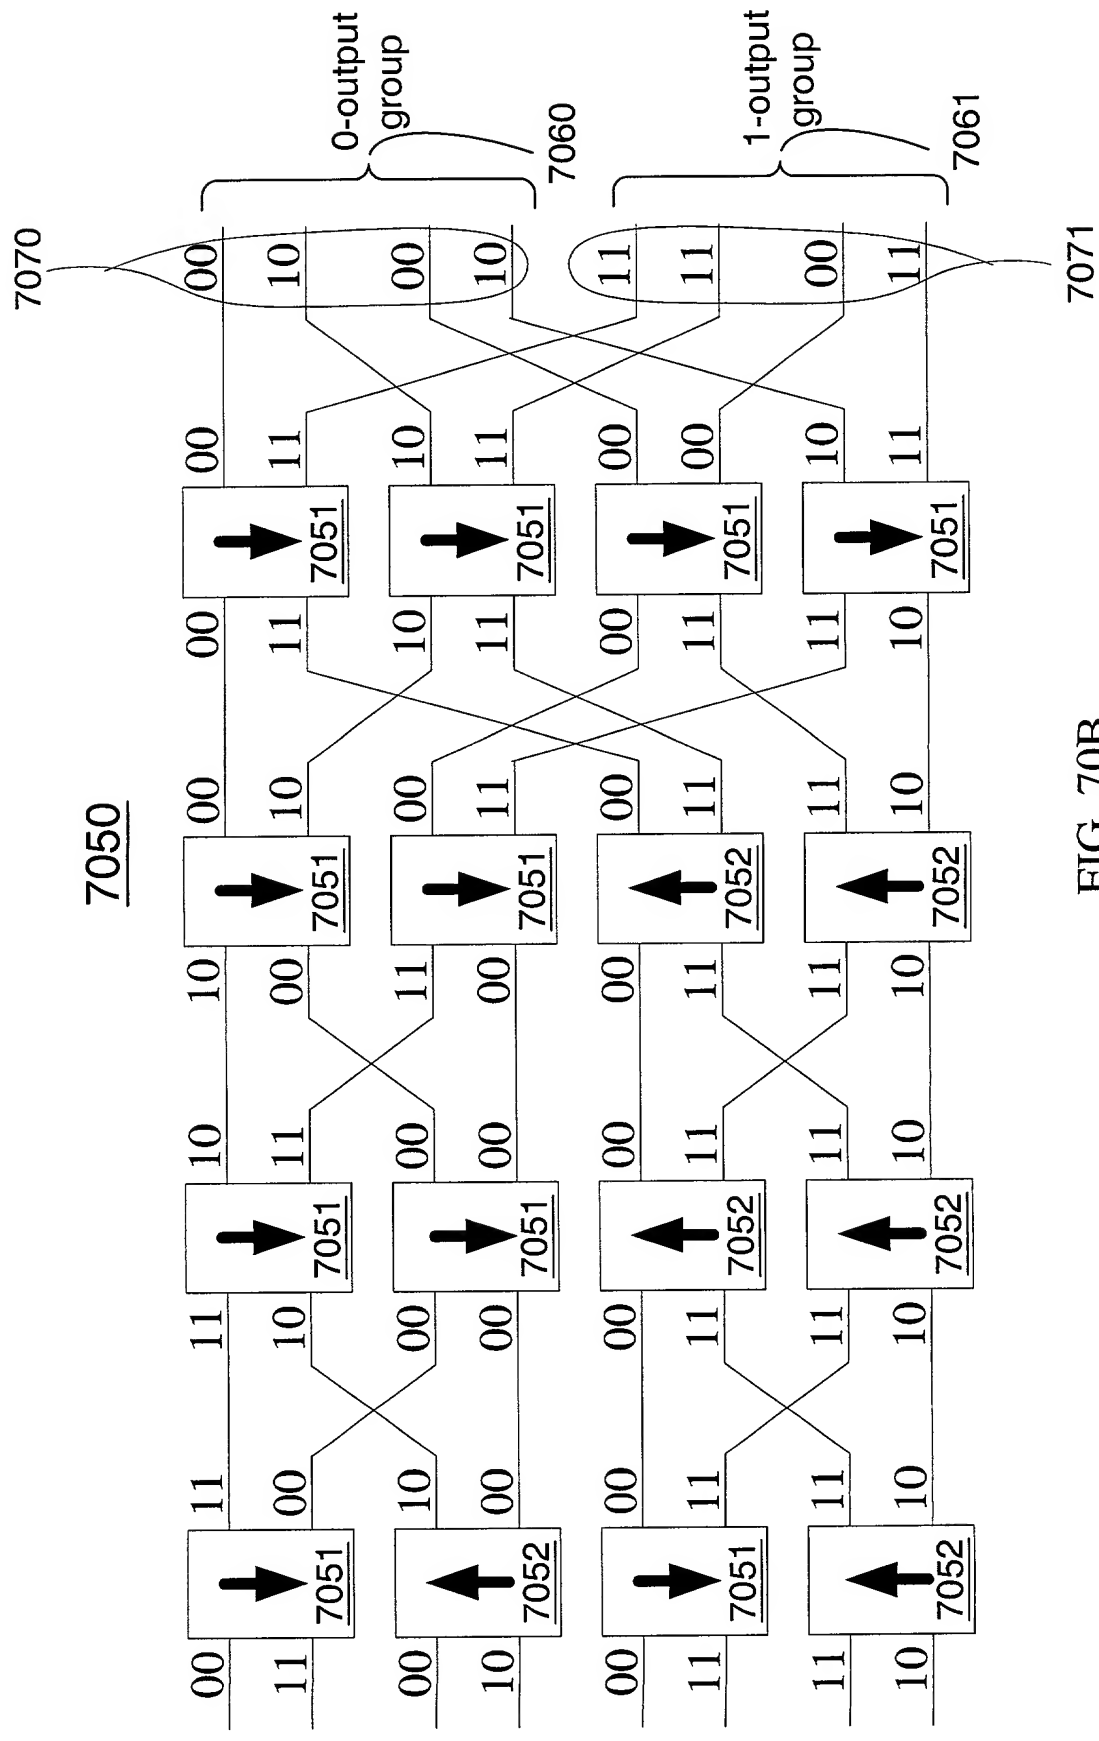 7070
7050
00 11 11 10 10 00 00 00 00
11 00 10 11 00 10 11 11 10
7051 7051 7051 7051
0-output
group
00 10 00 00 11 00 10 10 00
10 00 00 00 00 11 11 11 10
7052 7051 7051 7051
7060
00 00 00 00 00 00 00 00 11
11 11 11 11 11 11 11 00 11
7051 7052 7052 7051
1-output
group
11 11 11 11 11 11 11 10 00
10 10 10 10 10 10 10 11 11
7052 7052 7052 7051
7061
7071
FIG. 70B